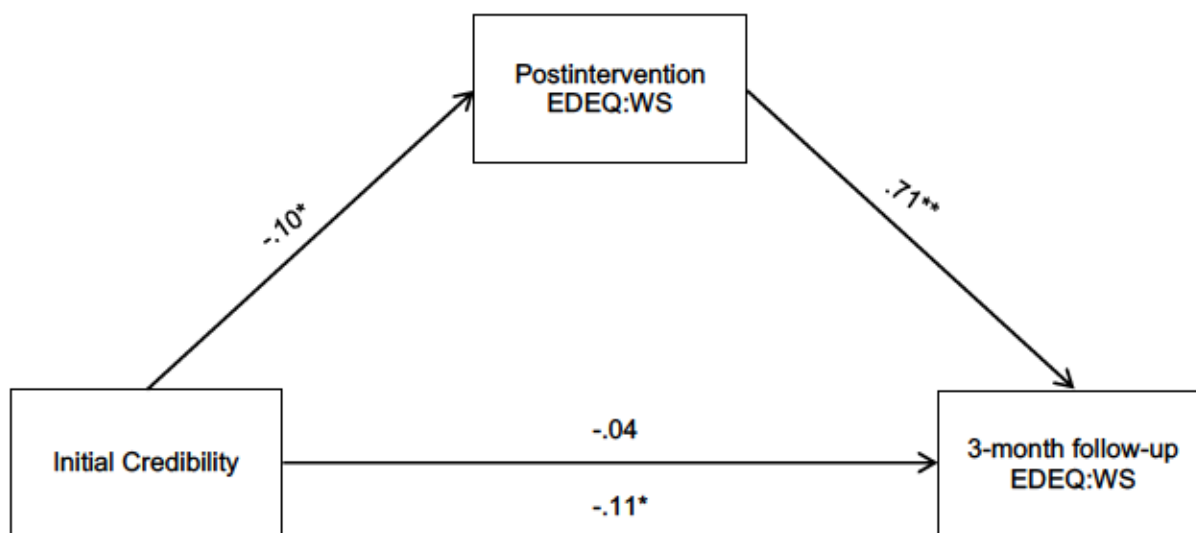 Postintervention
EDEQ:WS
-.10*
.71**
Initial Credibility
-.04
-.11*
3-month follow-up
EDEQ:WS